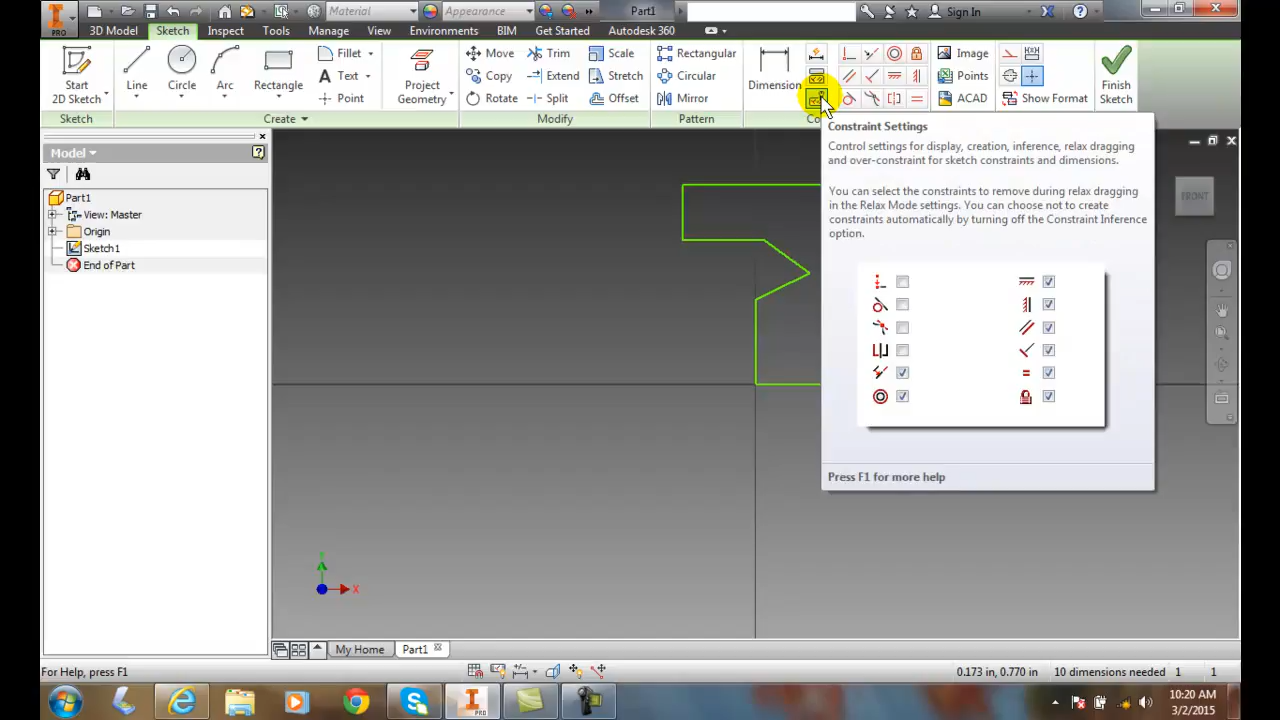 Material
Appearance
Part1
Sign In
PRO
3D Model
Sketch
Inspect
Tools
Manage
View
Environments
BIM
Get Started
Autodesk 360
Start
2D Sketch
Line
Circle
Arc
Rectangle
Fillet
Text
Point
Project
Geometry
Move
Copy
Rotate
Trim
Extend
Split
Scale
Stretch
Offset
Rectangular
Circular
Mirror
Dimension
Image
Points
ACAD
Show Format
Finish
Sketch
Sketch
Create
Modify
Pattern
Model
Part1
View: Master
Origin
Sketch1
End of Part
Constraint Settings
Control settings for display, creation, inference, relax dragging
and over-constraint for sketch constraints and dimensions.
You can select the constraints to remove during relax dragging
in the Relax Mode settings. You can choose not to create
constraints automatically by turning off the Constraint Inference
option.
Press F1 for more help
FRONT
X
My Home
Part1
For Help, press F1
0.173 in, 0.770 in
10 dimensions needed
1
1
PRO
10:20 AM
3/2/2015